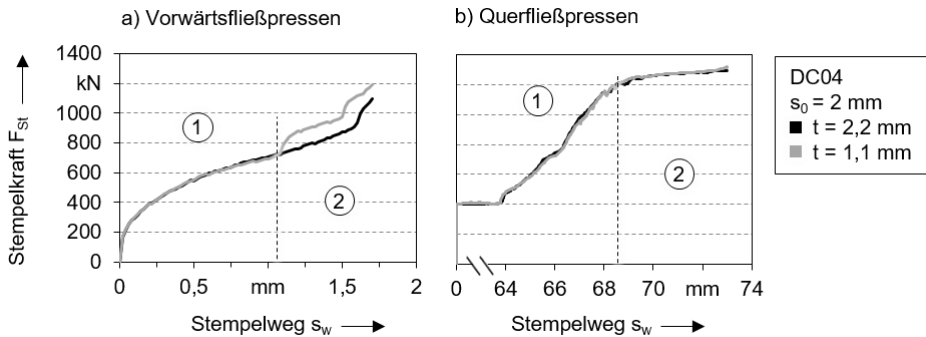 a) Vorwärtsfließpressen
b) Querfließpressen
Stempelkraft F_St
1400
kN
1000
800
600
400
200
0
1
2
0
0,5
mm
1,5
2
Stempelweg s_w
1
2
0
64
66
68
70
mm
74
Stempelweg s_w
DC04
s_0 = 2 mm
t = 2,2 mm
t = 1,1 mm